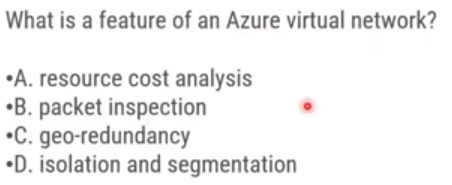 What is a feature of an Azure virtual network?
•A. resource cost analysis
•B. packet inspection
•C. geo-redundancy
•D. isolation and segmentation